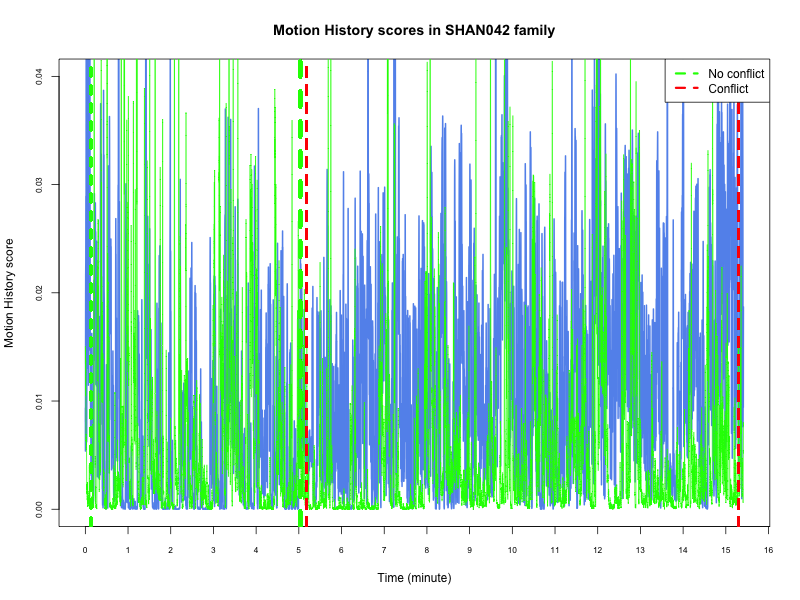 Motion History scores in SHAN042 family
No conflict
Conflict
0.04
0.03
0.02
0.01
0.00
Motion History score
0 1 2 3 4 5 6 7 8 9 10 11 12 13 14 15 16
Time (minute)